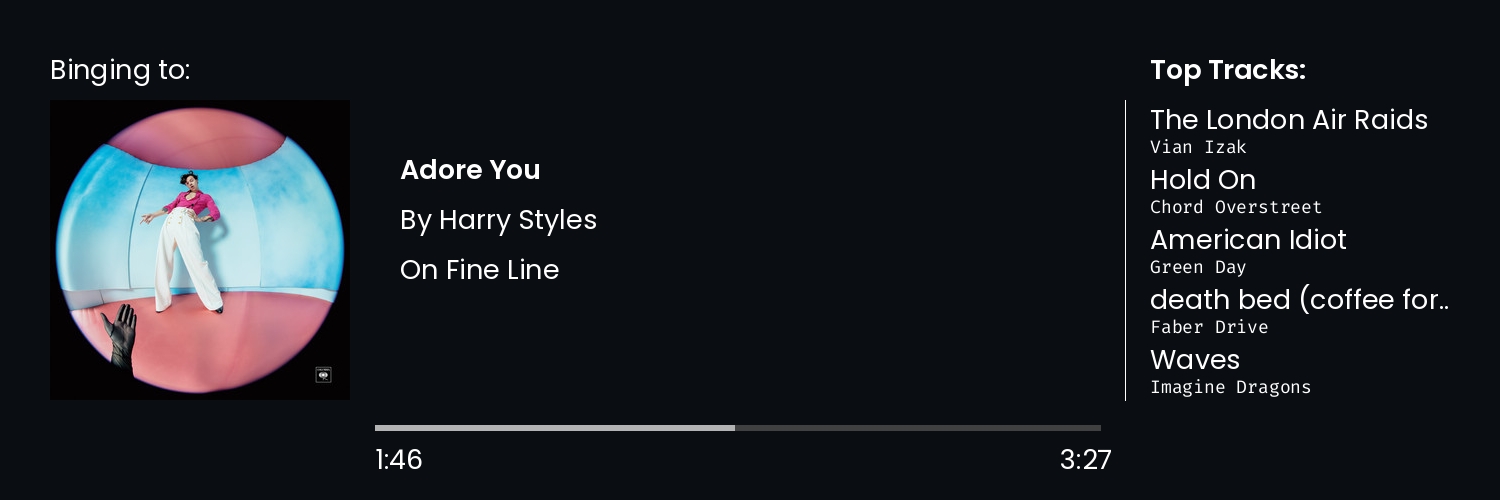 Binging to:
Adore You
By Harry Styles
On Fine Line
1:46
3:27
Top Tracks:
The London Air Raids
Vian Izak
Hold On
Chord Overstreet
American Idiot
Green Day
death bed (coffee for..
Faber Drive
Waves
Imagine Dragons